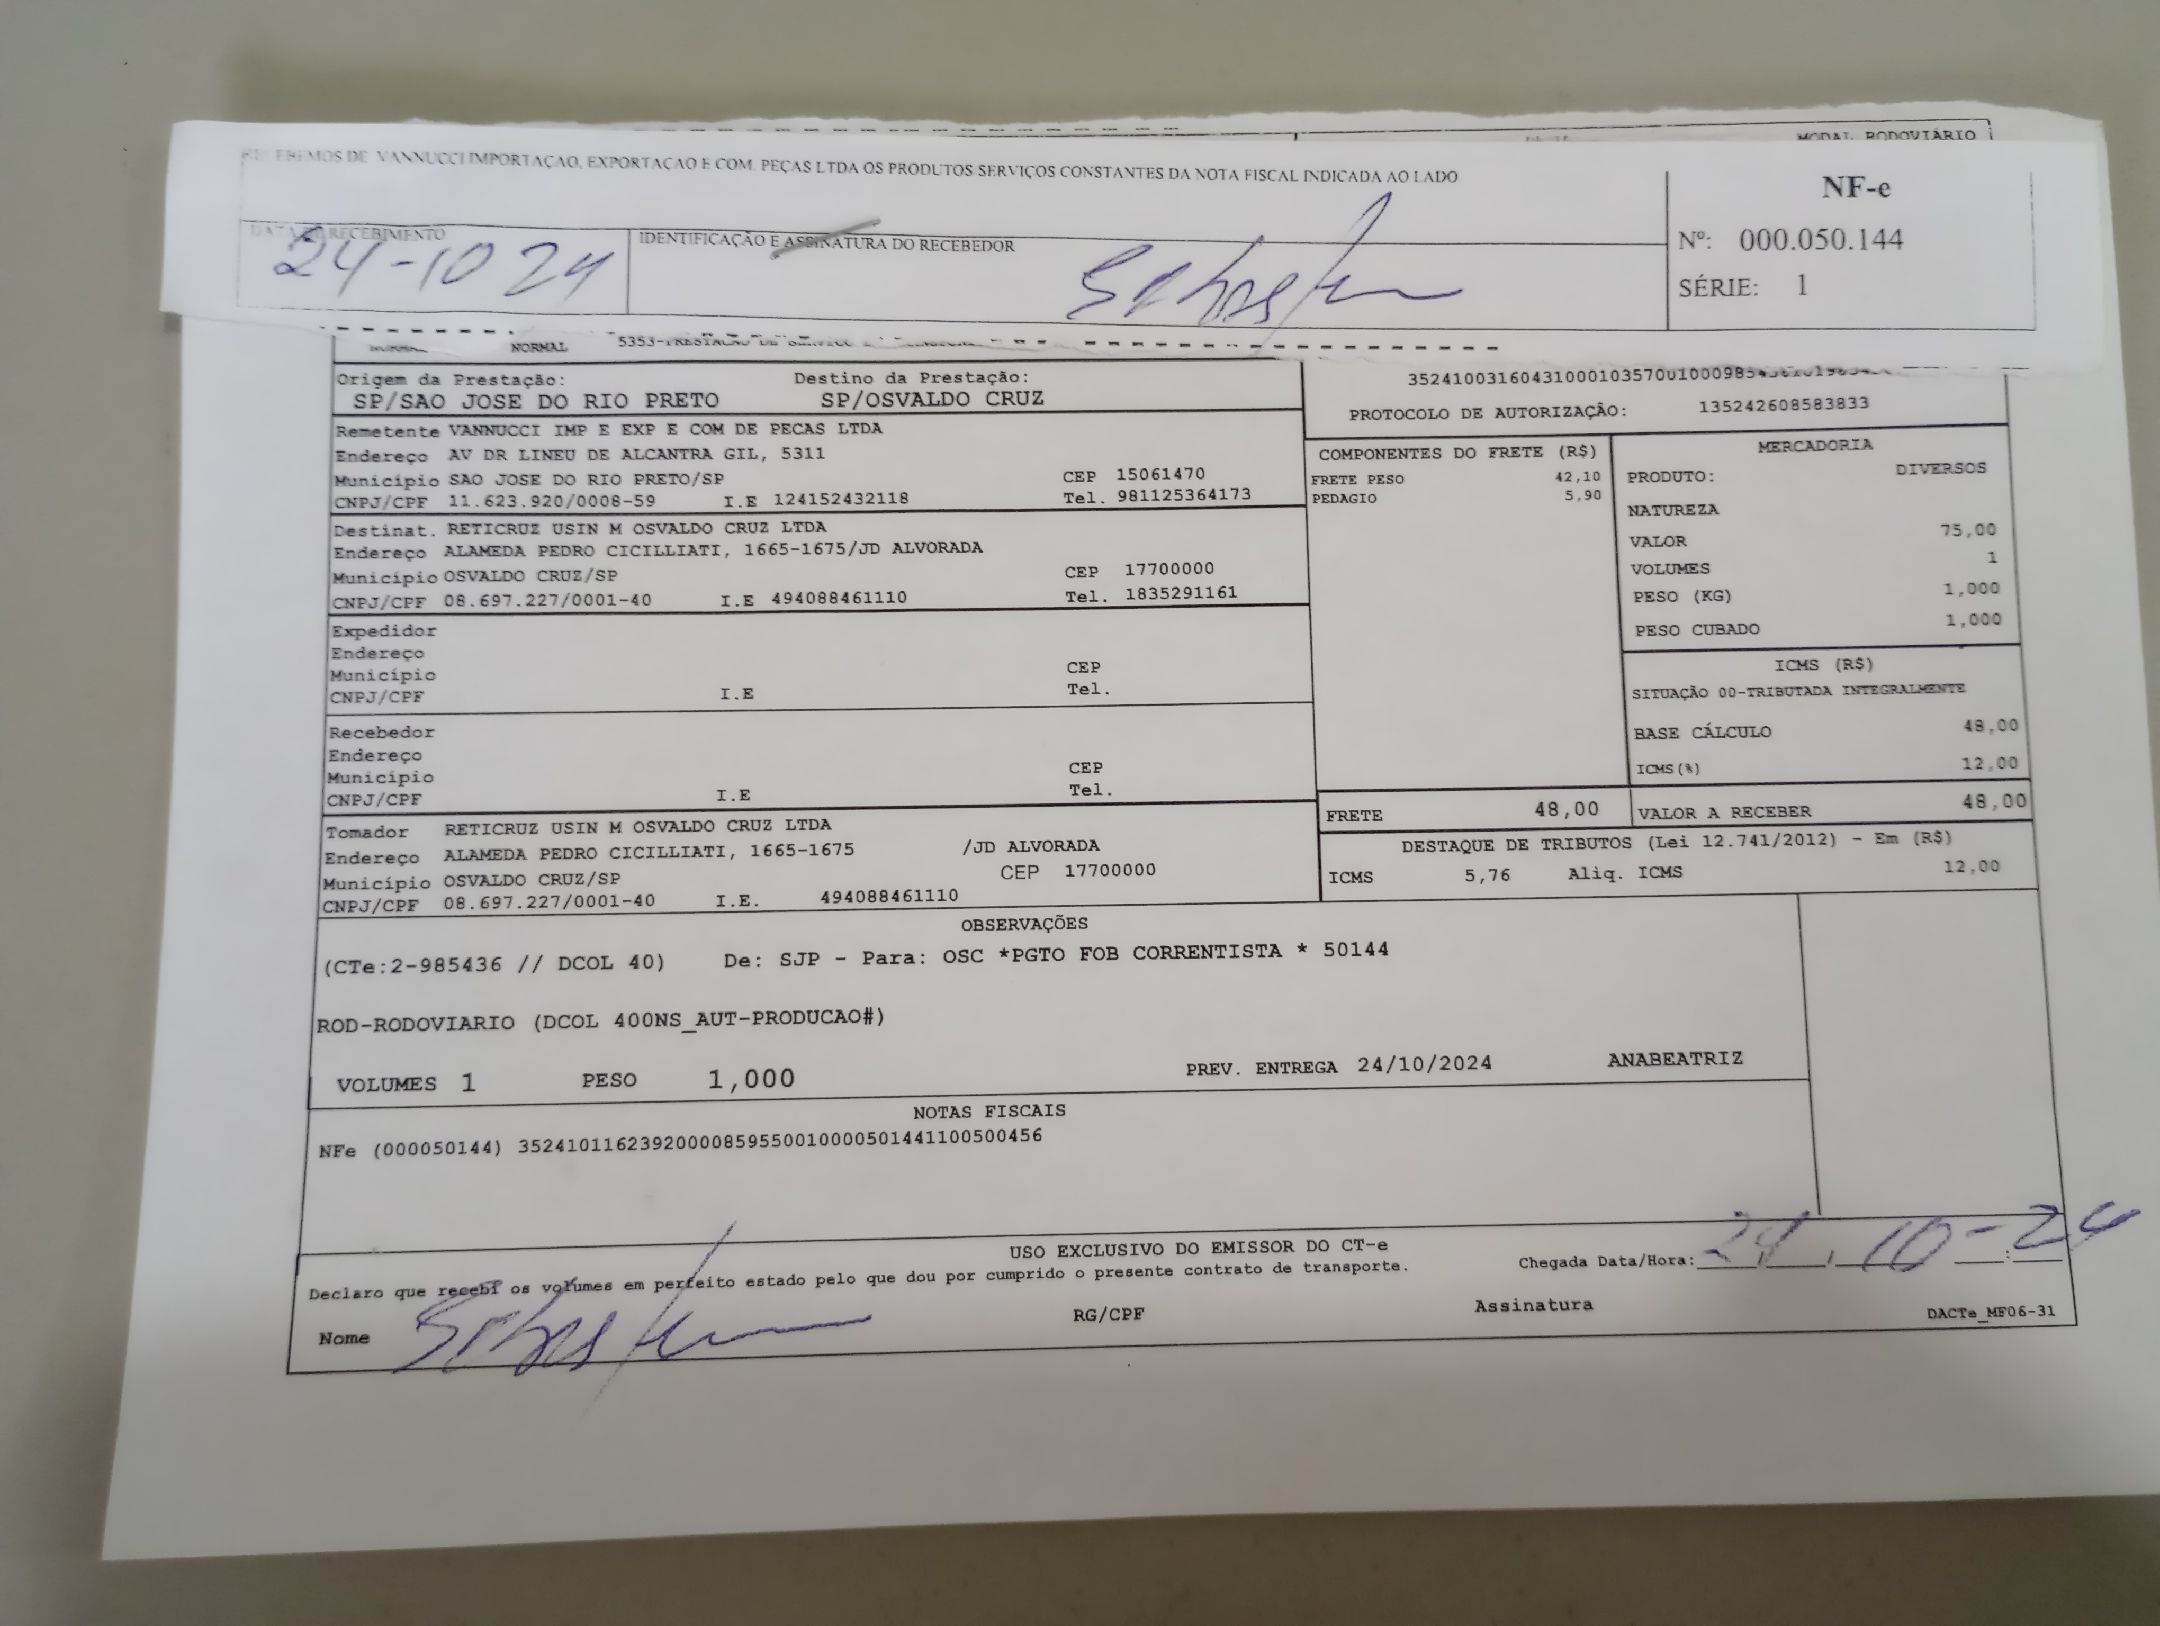 MODAL RODOVIÁRIO
RECEBEMOS DE VANNUCCI IMPORTAÇAO, EXPORTACAO E COM. PEÇAS LTDA OS PRODUTOS SERVIÇOS CONSTANTES DA NOTA FISCAL INDICADA AO LADO
NF-e
Nº: 000.050.144
SÉRIE: 1
DATA DE RECEBIMENTO
24-10 24
IDENTIFICAÇÃO E ASSINATURA DO RECEBEDOR
NORMAL NORMAL
Origem da Prestação: Destino da Prestação:
SP/SAO JOSE DO RIO PRETO SP/OSVALDO CRUZ
PROTOCOLO DE AUTORIZAÇÃO: 135242608583833
Remetente VANNUCCI IMP E EXP E COM DE PECAS LTDA
Endereço AV DR LINEU DE ALCANTRA GIL, 5311
Município SAO JOSE DO RIO PRETO/SP CEP 15061470
CNPJ/CPF 11.623.920/0008-59 I.E 124152432118 Tel. 981125364173
Destinat. RETICRUZ USIN M OSVALDO CRUZ LTDA
Endereço ALAMEDA PEDRO CICILLIATI, 1665-1675/JD ALVORADA
Município OSVALDO CRUZ/SP CEP 17700000
CNPJ/CPF 08.697.227/0001-40 I.E 494088461110 Tel. 1835291161
Expedidor
Endereço
Município CEP
CNPJ/CPF I.E Tel.
Recebedor
Endereço
Município CEP
CNPJ/CPF I.E Tel.
Tomador RETICRUZ USIN M OSVALDO CRUZ LTDA
Endereço ALAMEDA PEDRO CICILLIATI, 1665-1675 /JD ALVORADA
Município OSVALDO CRUZ/SP CEP 17700000
CNPJ/CPF 08.697.227/0001-40 I.E. 494088461110
COMPONENTES DO FRETE (R$)
FRETE PESO 42,10
PEDAGIO 5,90
MERCADORIA
PRODUTO: DIVERSOS
NATUREZA
VALOR 75,00
VOLUMES 1
PESO (KG) 1,000
PESO CUBADO 1,000
ICMS (R$)
SITUAÇÃO 00-TRIBUTADA INTEGRALMENTE
BASE CÁLCULO 48,00
ICMS(%) 12,00
FRETE 48,00 VALOR A RECEBER 48,00
DESTAQUE DE TRIBUTOS (Lei 12.741/2012) - Em (R$)
ICMS 5,76 Aliq. ICMS 12,00
OBSERVAÇÕES
(CTe:2-985436 // DCOL 40) De: SJP - Para: OSC *PGTO FOB CORRENTISTA * 50144
ROD-RODOVIARIO (DCOL 400NS_AUT-PRODUCAO#)
VOLUMES 1 PESO 1,000 PREV. ENTREGA 24/10/2024 ANABEATRIZ
NOTAS FISCAIS
NFe (000050144) 35241011623920000859550010000501441100500456
USO EXCLUSIVO DO EMISSOR DO CT-e
Declaro que recebí os volumes em perfeito estado pelo que dou por cumprido o presente contrato de transporte.
Chegada Data/Hora: 24 10-24
Nome RG/CPF Assinatura
DACTe_MF06-31